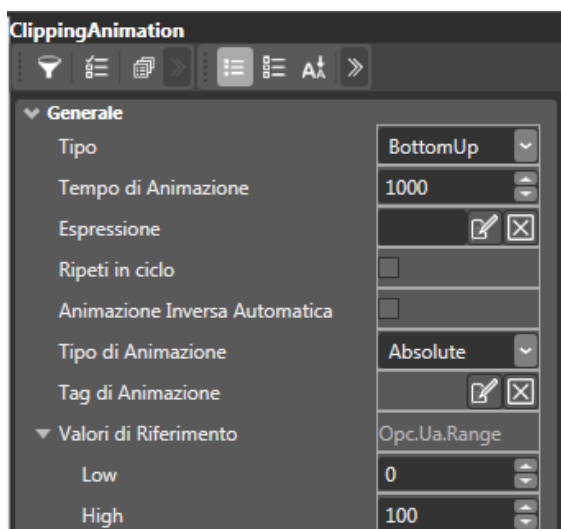 ClippingAnimation
Generale
Tipo BottomUp
Tempo di Animazione 1000
Espressione
Ripeti in ciclo
Animazione Inversa Automatica
Tipo di Animazione Absolute
Tag di Animazione
Valori di Riferimento Opc.Ua.Range
Low 0
High 100